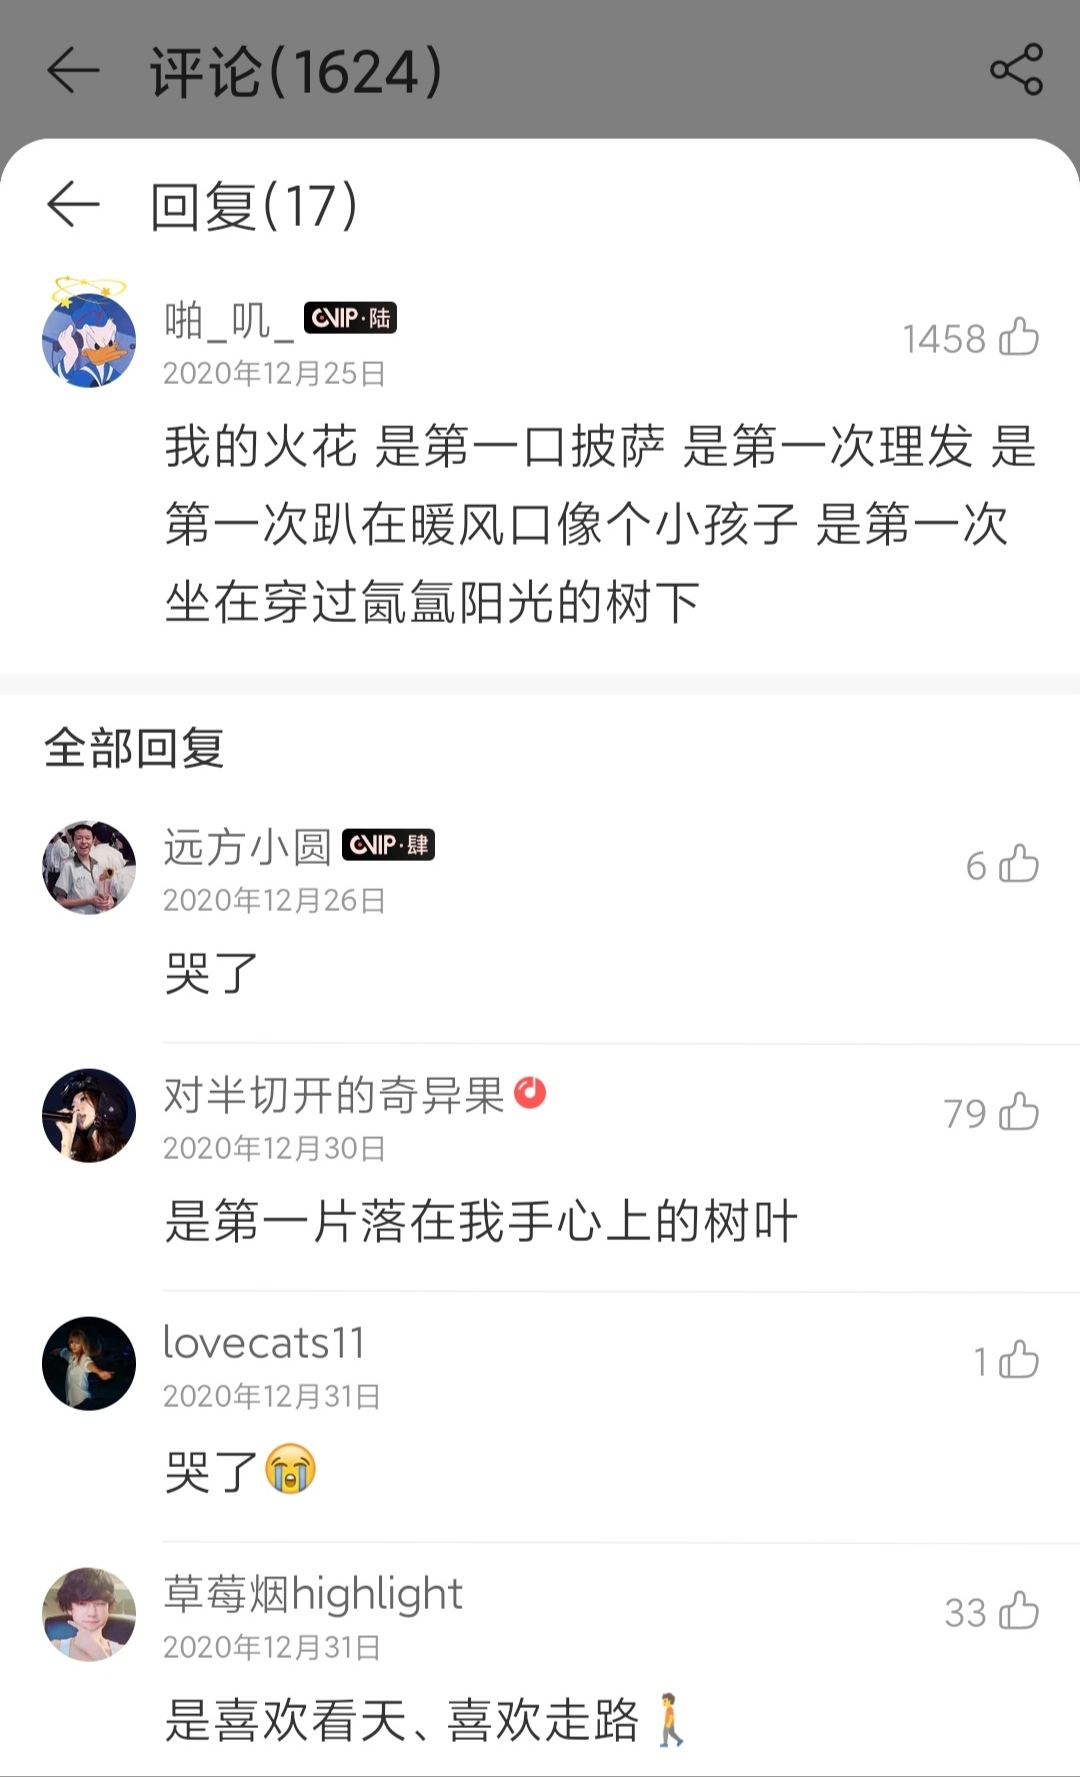 评论(1624)
回复(17)
啪_叽_ CVIP·陆
2020年12月25日
1458
我的火花 是第一口披萨 是第一次理发 是
第一次趴在暖风口像个小孩子 是第一次
坐在穿过氤氲阳光的树下
全部回复
远方小圆 CVIP·肆
2020年12月26日
6
哭了
对半切开的奇异果
2020年12月30日
79
是第一片落在我手心上的树叶
lovecats11
2020年12月31日
1
哭了😭
草莓烟highlight
2020年12月31日
33
是喜欢看天、喜欢走路🚶